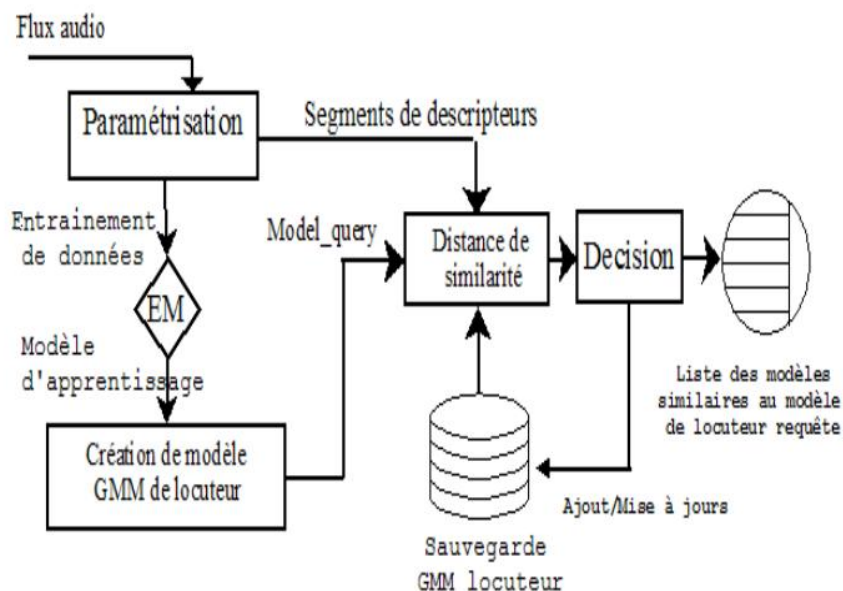 Flux audio
Paramétrisation
Segments de descripteurs
Entrainement
de données
Model_query
Distance de
similarité
Decision
EM
Modèle
d'apprentissage
Liste des modèles
similaires au modèle
de locuteur requête
Création de modèle
GMM de locuteur
Ajout/Mise à jours
Sauvegarde
GMM locuteur